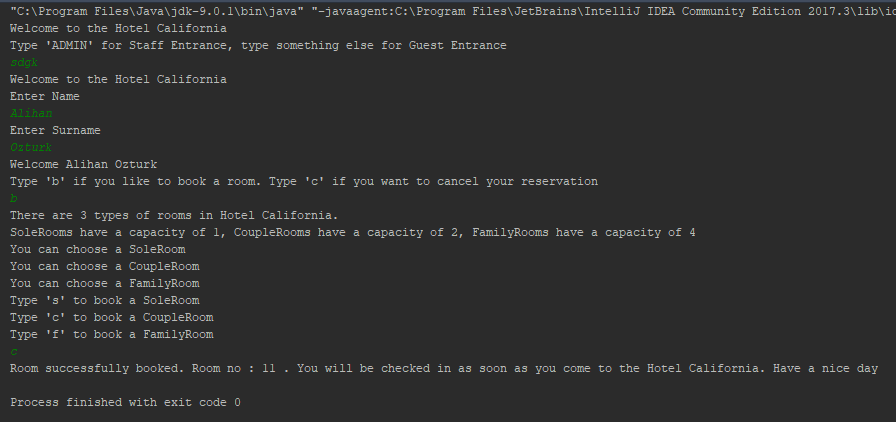 "C:\Program Files\Java\jdk-9.0.1\bin\java" "-javaagent:C:\Program Files\JetBrains\IntelliJ IDEA Community Edition 2017.3\lib\id
Welcome to the Hotel California
Type 'ADMIN' for Staff Entrance, type something else for Guest Entrance
sdgk
Welcome to the Hotel California
Enter Name
Alihan
Enter Surname
Ozturk
Welcome Alihan Ozturk
Type 'b' if you like to book a room. Type 'c' if you want to cancel your reservation
b
There are 3 types of rooms in Hotel California.
SoleRooms have a capacity of 1, CoupleRooms have a capacity of 2, FamilyRooms have a capacity of 4
You can choose a SoleRoom
You can choose a CoupleRoom
You can choose a FamilyRoom
Type 's' to book a SoleRoom
Type 'c' to book a CoupleRoom
Type 'f' to book a FamilyRoom
c
Room successfully booked. Room no : 11 . You will be checked in as soon as you come to the Hotel California. Have a nice day
Process finished with exit code 0